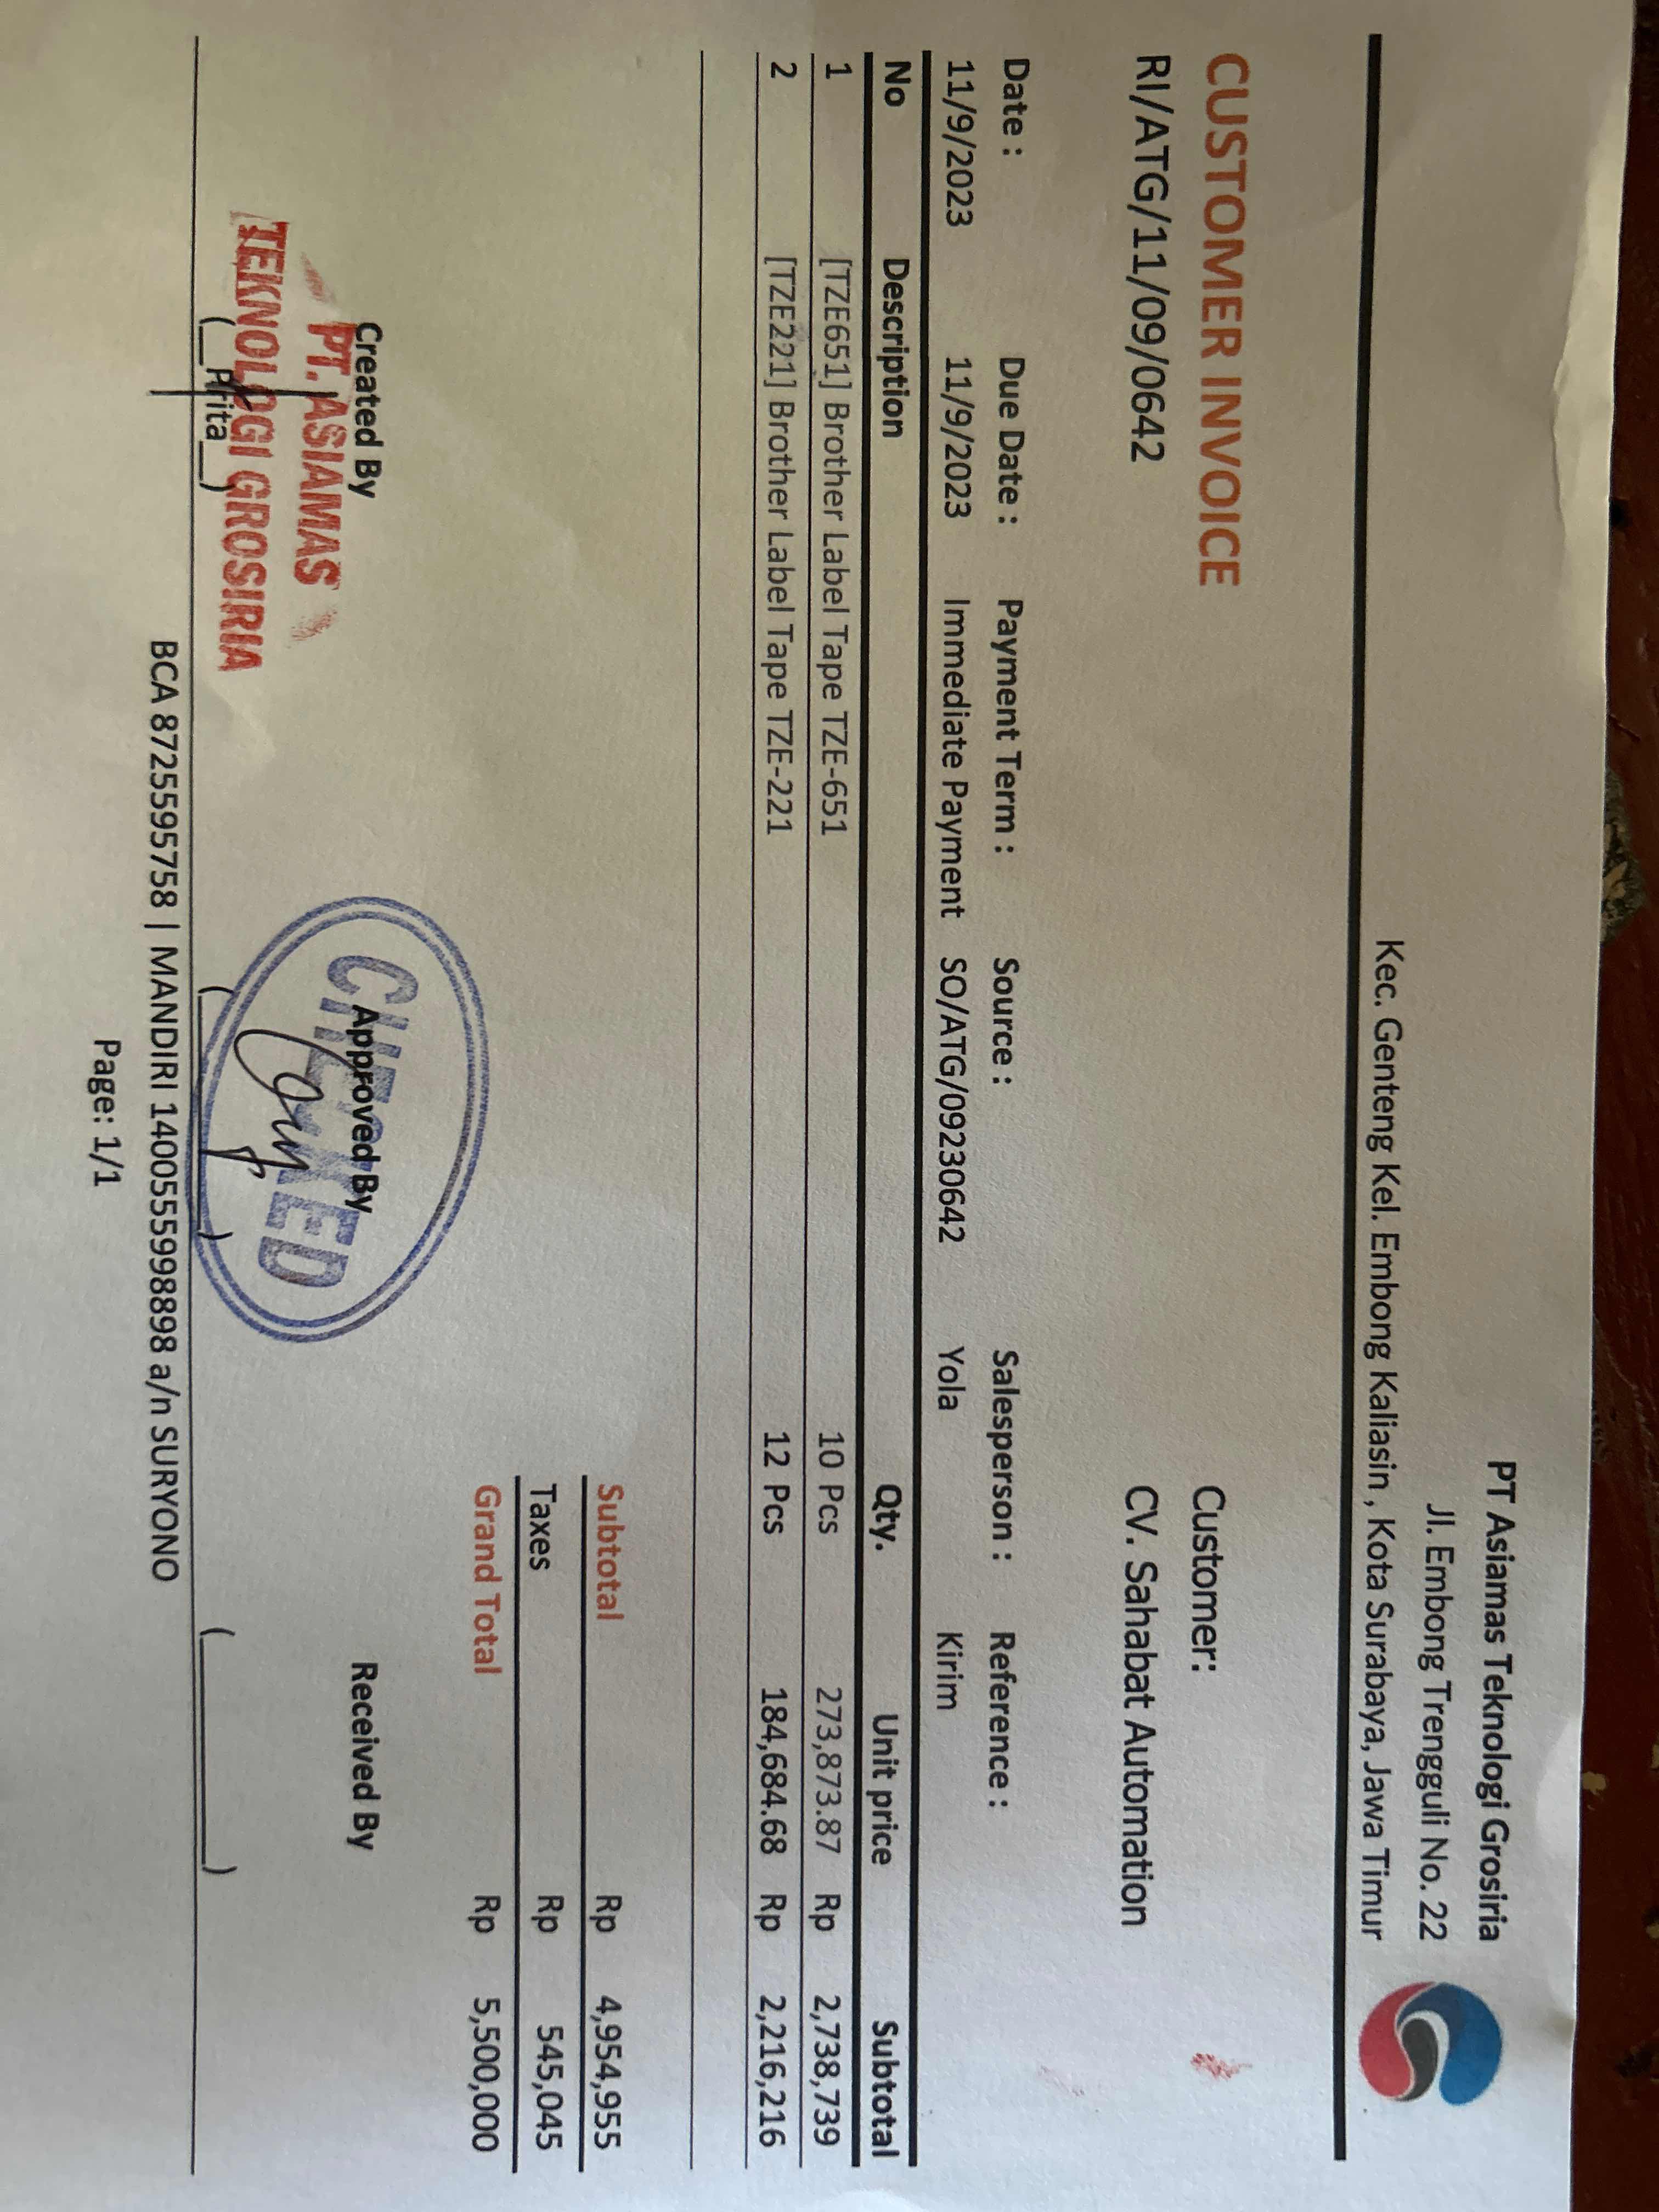 PT Asiamas Teknologi Grosiria
Jl. Embong Trengguli No. 22
Kec. Genteng Kel. Embong Kaliasin , Kota Surabaya, Jawa Timur
CUSTOMER INVOICE
RI/ATG/11/09/0642
Customer:
CV. Sahabat Automation
Date : Due Date : Payment Term : Source : Salesperson : Reference :
11/9/2023 11/9/2023 Immediate Payment SO/ATG/09230642 Yola Kirim
No Description Qty. Unit price Subtotal
1 [TZE651] Brother Label Tape TZE-651 10 Pcs 273,873.87 Rp 2,738,739
2 [TZE221] Brother Label Tape TZE-221 12 Pcs 184,684.68 Rp 2,216,216
Subtotal Rp 4,954,955
Taxes Rp 545,045
Grand Total Rp 5,500,000
Created By Approved By Received By
PT. ASIAMAS
TEKNOLOGI GROSIRIA
CHECKED
(__Prita__) (__________) (__________)
BCA 8725595758 | MANDIRI 1400555998898 a/n SURYONO
Page: 1/1